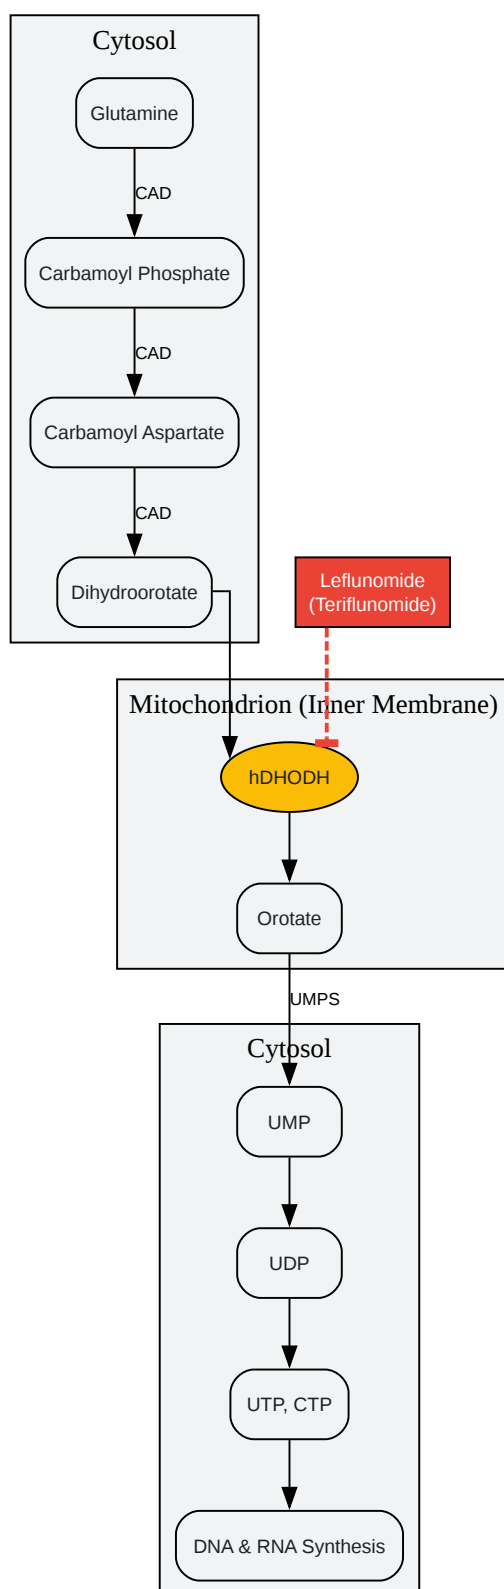 Cytosol
Glutamine
CAD
Carbamoyl Phosphate
CAD
Carbamoyl Aspartate
CAD
Dihydroorotate
Leflunomide
(Teriflunomide)
Mitochondrion (Inner Membrane)
hDHODH
Orotate
UMPS
Cytosol
UMP
UDP
UTP, CTP
DNA & RNA Synthesis